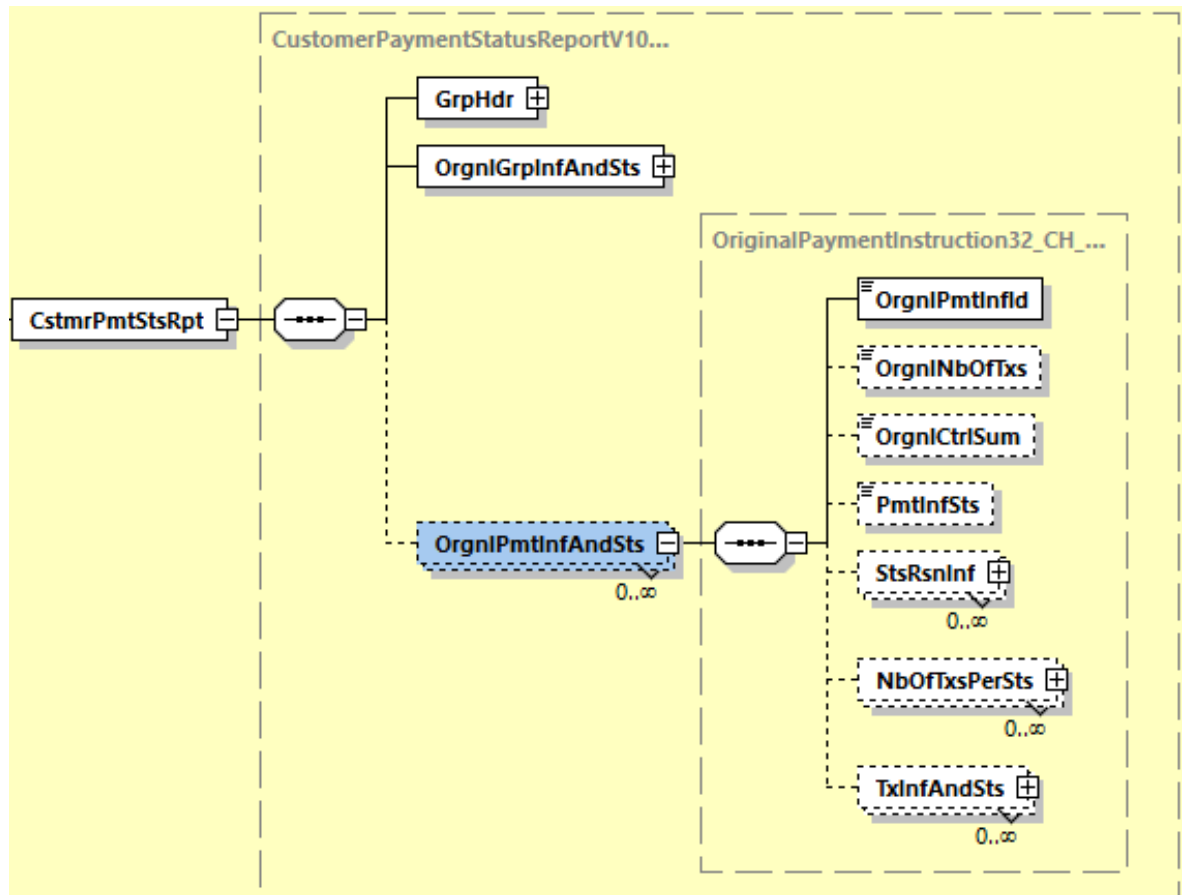 CustomerPaymentStatusReportV10...
GrpHdr
OrgnlGrpInfAndSts
OriginalPaymentInstruction32_CH_...
OrgnlPmtInfId
CstmrPmtStsRpt
OrgnlNbOfTxs
OrgnlCtrlSum
PmtInfSts
OrgnlPmtInfAndSts
0..∞
StsRsnInf
0..∞
NbOfTxsPerSts
0..∞
TxInfAndSts
0..∞